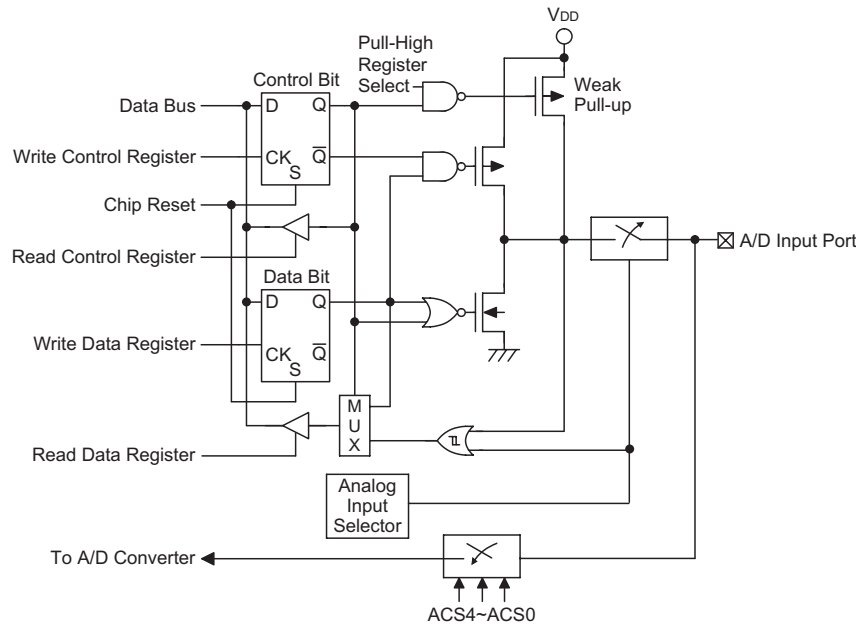 VDD
Pull-High
Register
Select
Control Bit
Weak
Pull-up
Data Bus
D
Q
Write Control Register
CK
Q̅
S
Chip Reset
Read Control Register
A/D Input Port
Data Bit
D
Q
Write Data Register
CK
Q̅
S
M
U
X
Read Data Register
Analog
Input
Selector
To A/D Converter
ACS4~ACS0